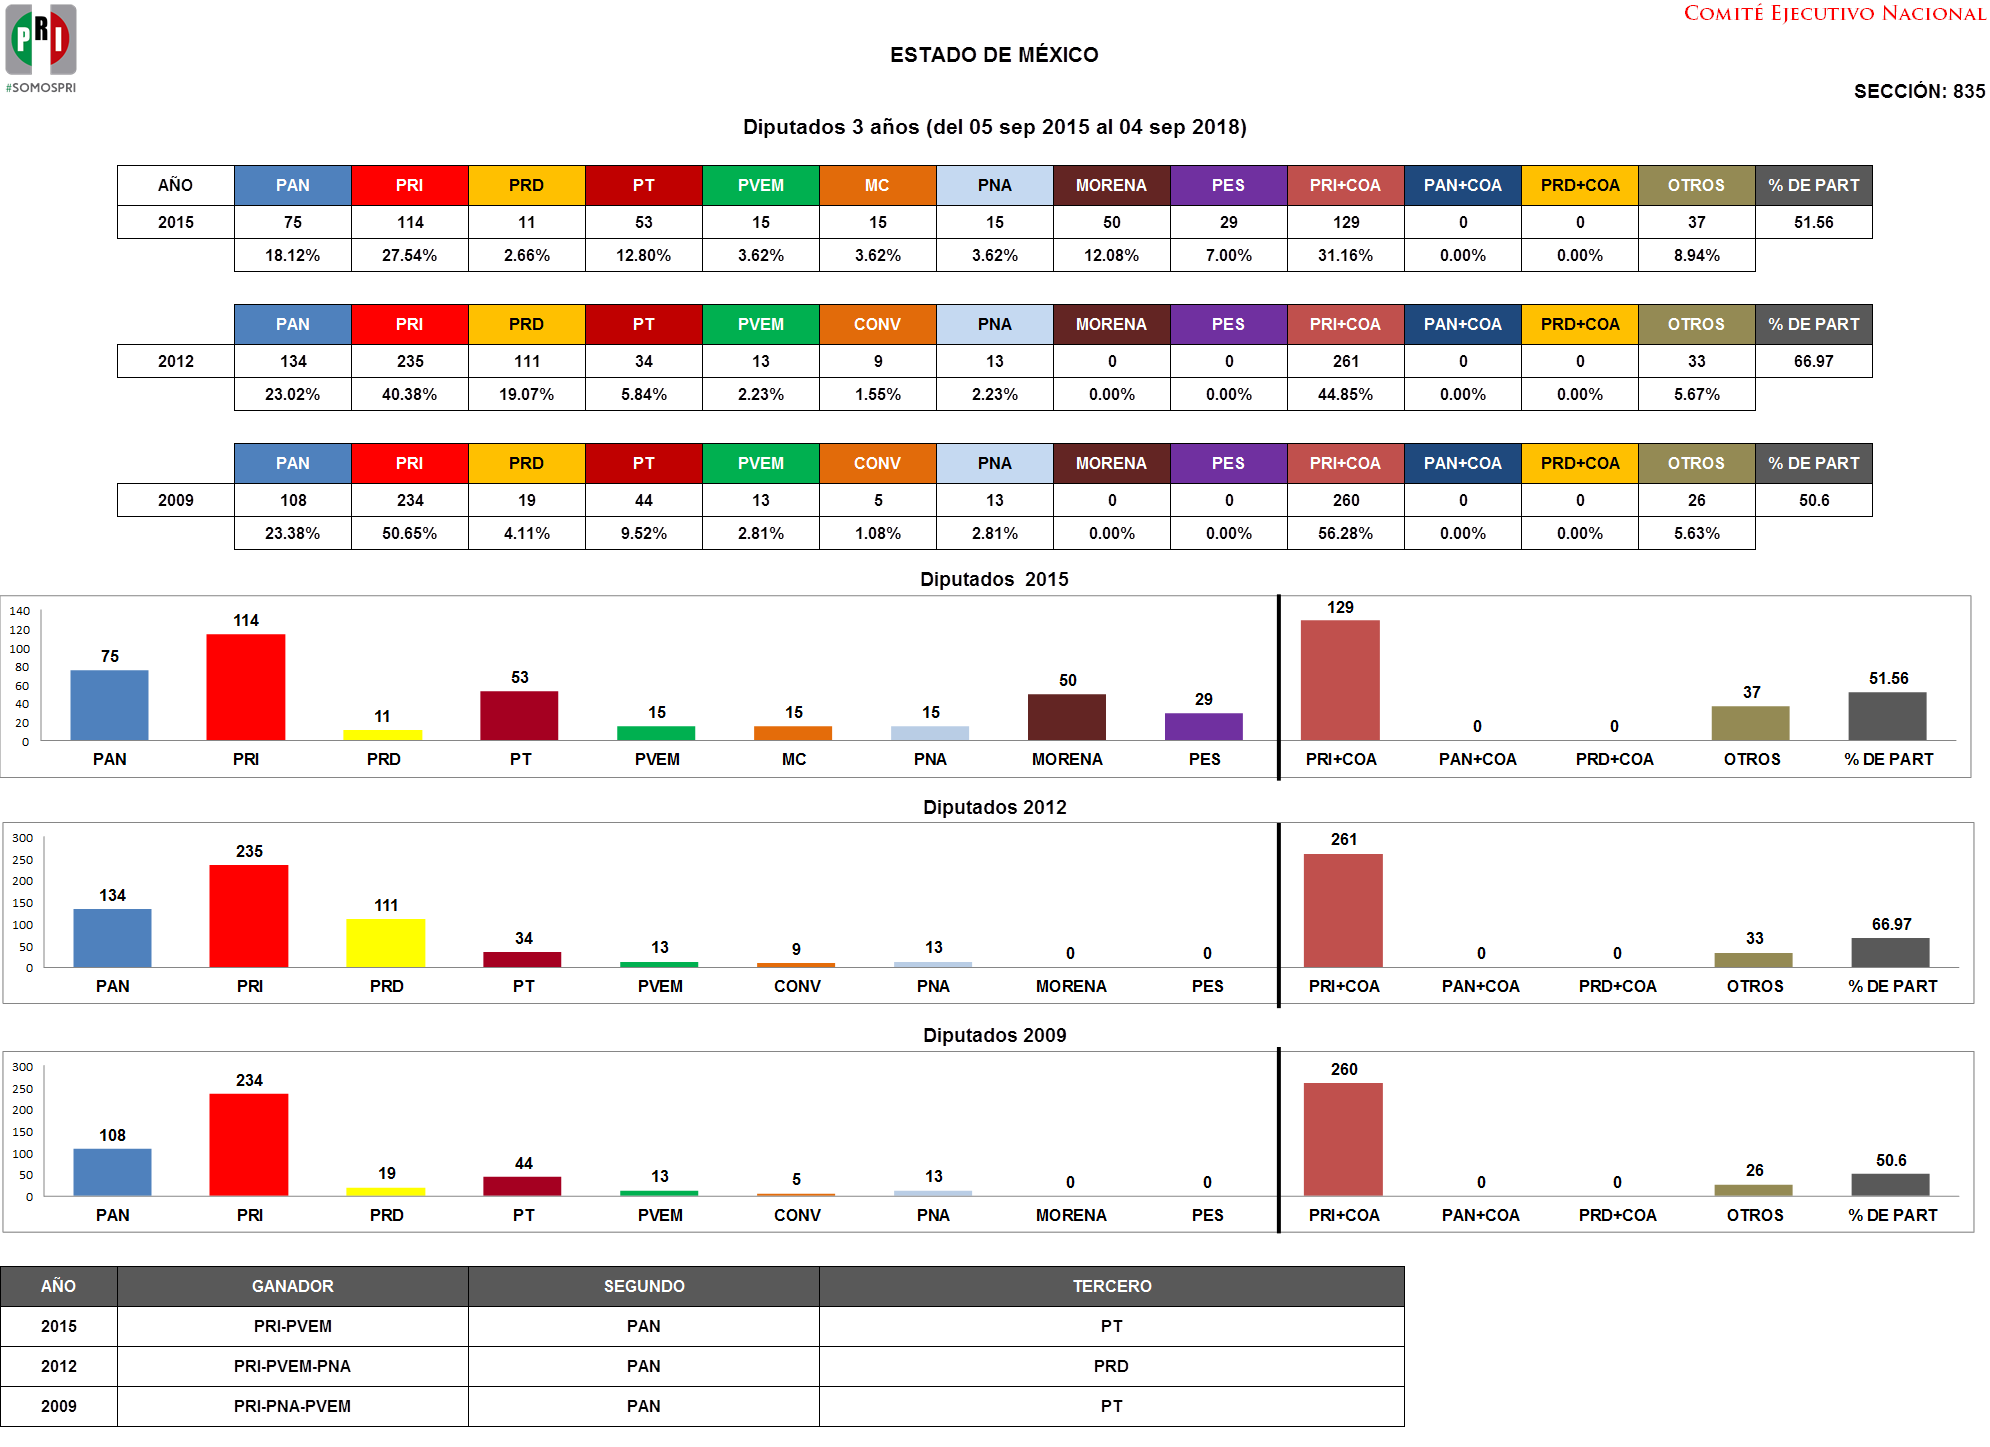 PRI
#SOMOSPRI
COMITÉ EJECUTIVO NACIONAL
ESTADO DE MÉXICO
SECCIÓN: 835
Diputados 3 años (del 05 sep 2015 al 04 sep 2018)
AÑO PAN PRI PRD PT PVEM MC PNA MORENA PES PRI+COA PAN+COA PRD+COA OTROS % DE PART
2015 75 114 11 53 15 15 15 50 29 129 0 0 37 51.56
18.12% 27.54% 2.66% 12.80% 3.62% 3.62% 3.62% 12.08% 7.00% 31.16% 0.00% 0.00% 8.94%
PAN PRI PRD PT PVEM CONV PNA MORENA PES PRI+COA PAN+COA PRD+COA OTROS % DE PART
2012 134 235 111 34 13 9 13 0 0 261 0 0 33 66.97
23.02% 40.38% 19.07% 5.84% 2.23% 1.55% 2.23% 0.00% 0.00% 44.85% 0.00% 0.00% 5.67%
PAN PRI PRD PT PVEM CONV PNA MORENA PES PRI+COA PAN+COA PRD+COA OTROS % DE PART
2009 108 234 19 44 13 5 13 0 0 260 0 0 26 50.6
23.38% 50.65% 4.11% 9.52% 2.81% 1.08% 2.81% 0.00% 0.00% 56.28% 0.00% 0.00% 5.63%
Diputados 2015
140
120
100
80
60
40
20
0
75 114 11 53 15 15 15 50 29 129 0 0 37 51.56
PAN PRI PRD PT PVEM MC PNA MORENA PES PRI+COA PAN+COA PRD+COA OTROS % DE PART
Diputados 2012
300
250
200
150
100
50
0
134 235 111 34 13 9 13 0 0 261 0 0 33 66.97
PAN PRI PRD PT PVEM CONV PNA MORENA PES PRI+COA PAN+COA PRD+COA OTROS % DE PART
Diputados 2009
300
250
200
150
100
50
0
108 234 19 44 13 5 13 0 0 260 0 0 26 50.6
PAN PRI PRD PT PVEM CONV PNA MORENA PES PRI+COA PAN+COA PRD+COA OTROS % DE PART
AÑO GANADOR SEGUNDO TERCERO
2015 PRI-PVEM PAN PT
2012 PRI-PVEM-PNA PAN PRD
2009 PRI-PNA-PVEM PAN PT